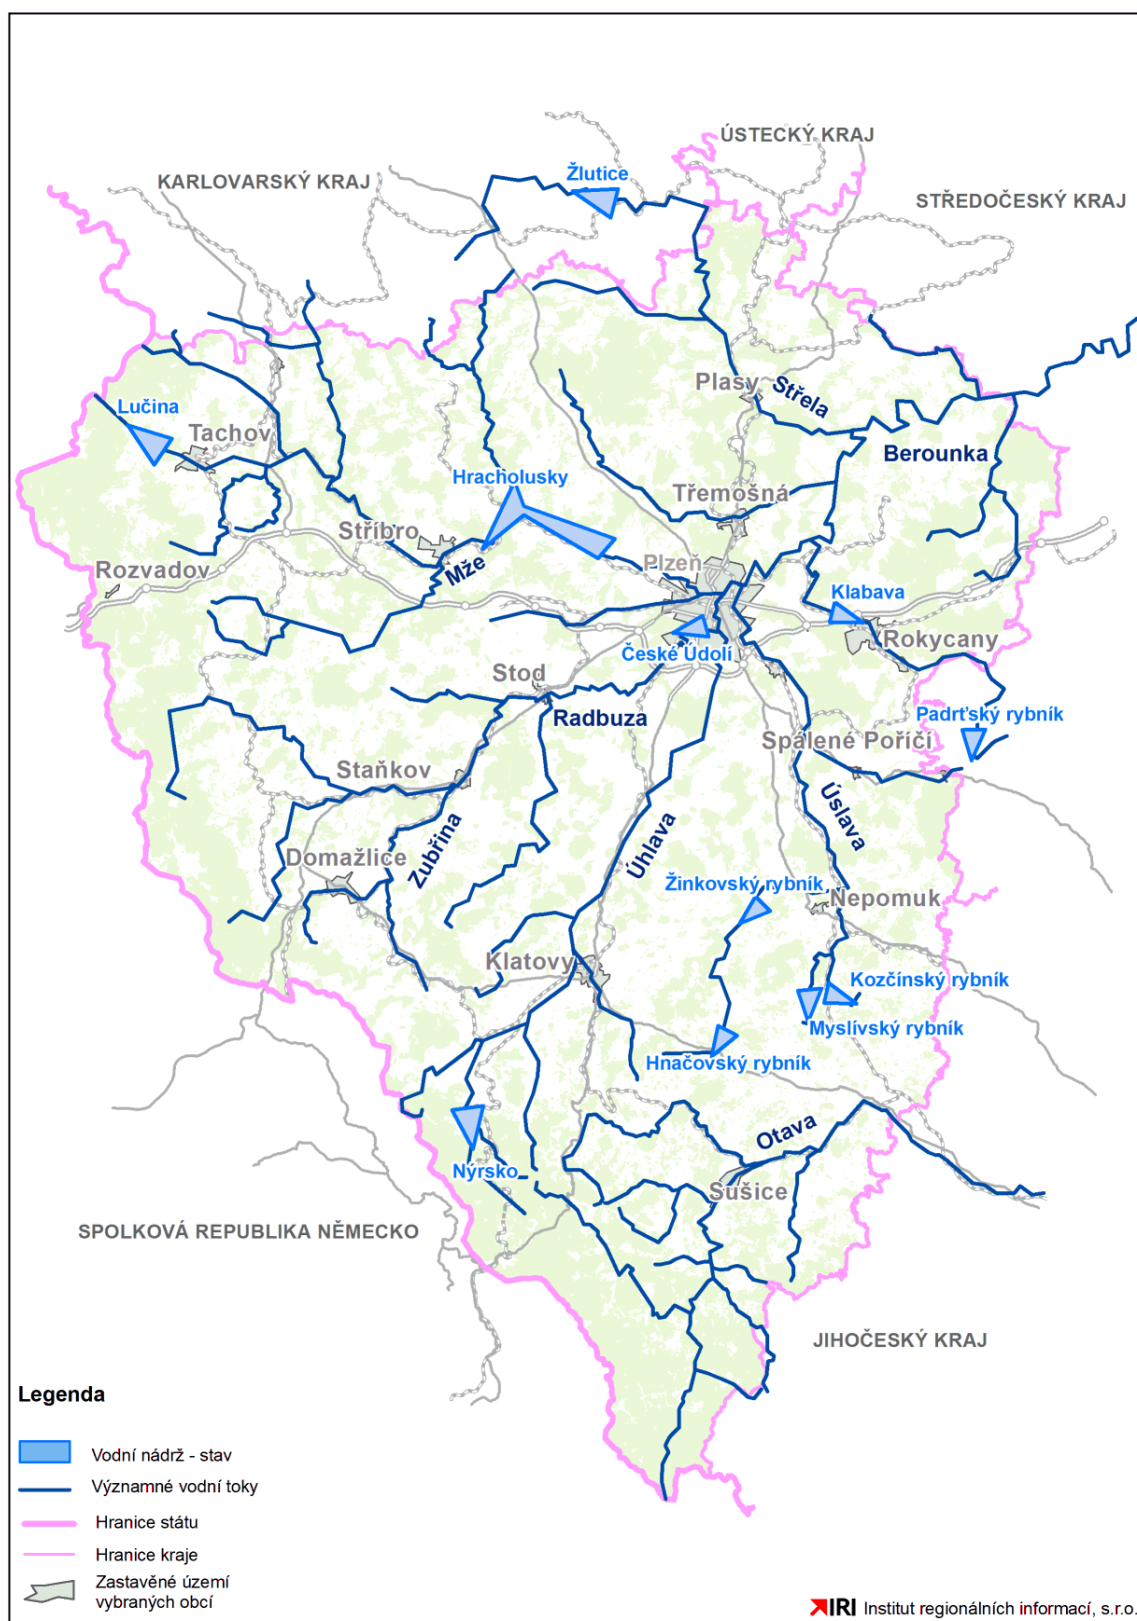 ÚSTECKÝ KRAJ
Žlutice
KARLOVARSKÝ KRAJ
STŘEDOČESKÝ KRAJ
Plasy
Střela
Lučina
Tachov
Berounka
Hracholusky
Třemošná
Stříbro
Mže
Plzeň
Rozvadov
Klabava
Rokycany
České Údolí
Stod
Radbuza
Padrťský rybník
Spálené Poříčí
Staňkov
Úslava
Zubřina
Úhlava
Domažlice
Žinkovský rybník
Nepomuk
Klatovy
Kozčínský rybník
Myslívský rybník
Hnačovský rybník
Otava
Nýrsko
Sušice
SPOLKOVÁ REPUBLIKA NĚMECKO
JIHOČESKÝ KRAJ
Legenda
Vodní nádrž - stav
Významné vodní toky
Hranice státu
Hranice kraje
Zastavěné území
vybraných obcí
IRI Institut regionálních informací, s.r.o.